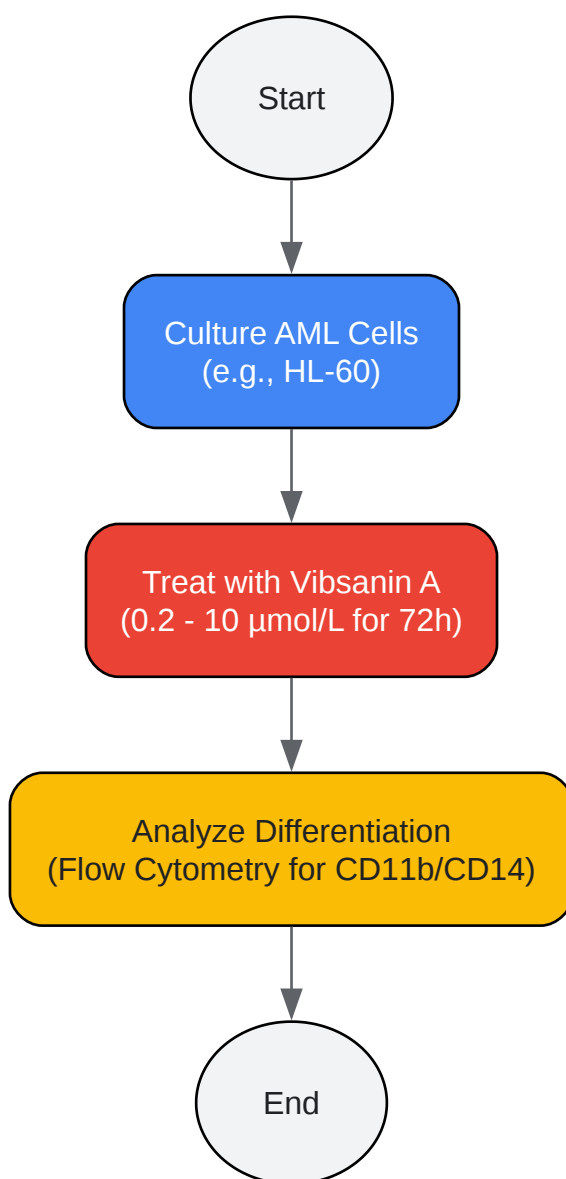 Start
Culture AML Cells
(e.g., HL-60)
Treat with Vibsanin A
(0.2 - 10 µmol/L for 72h)
Analyze Differentiation
(Flow Cytometry for CD11b/CD14)
End